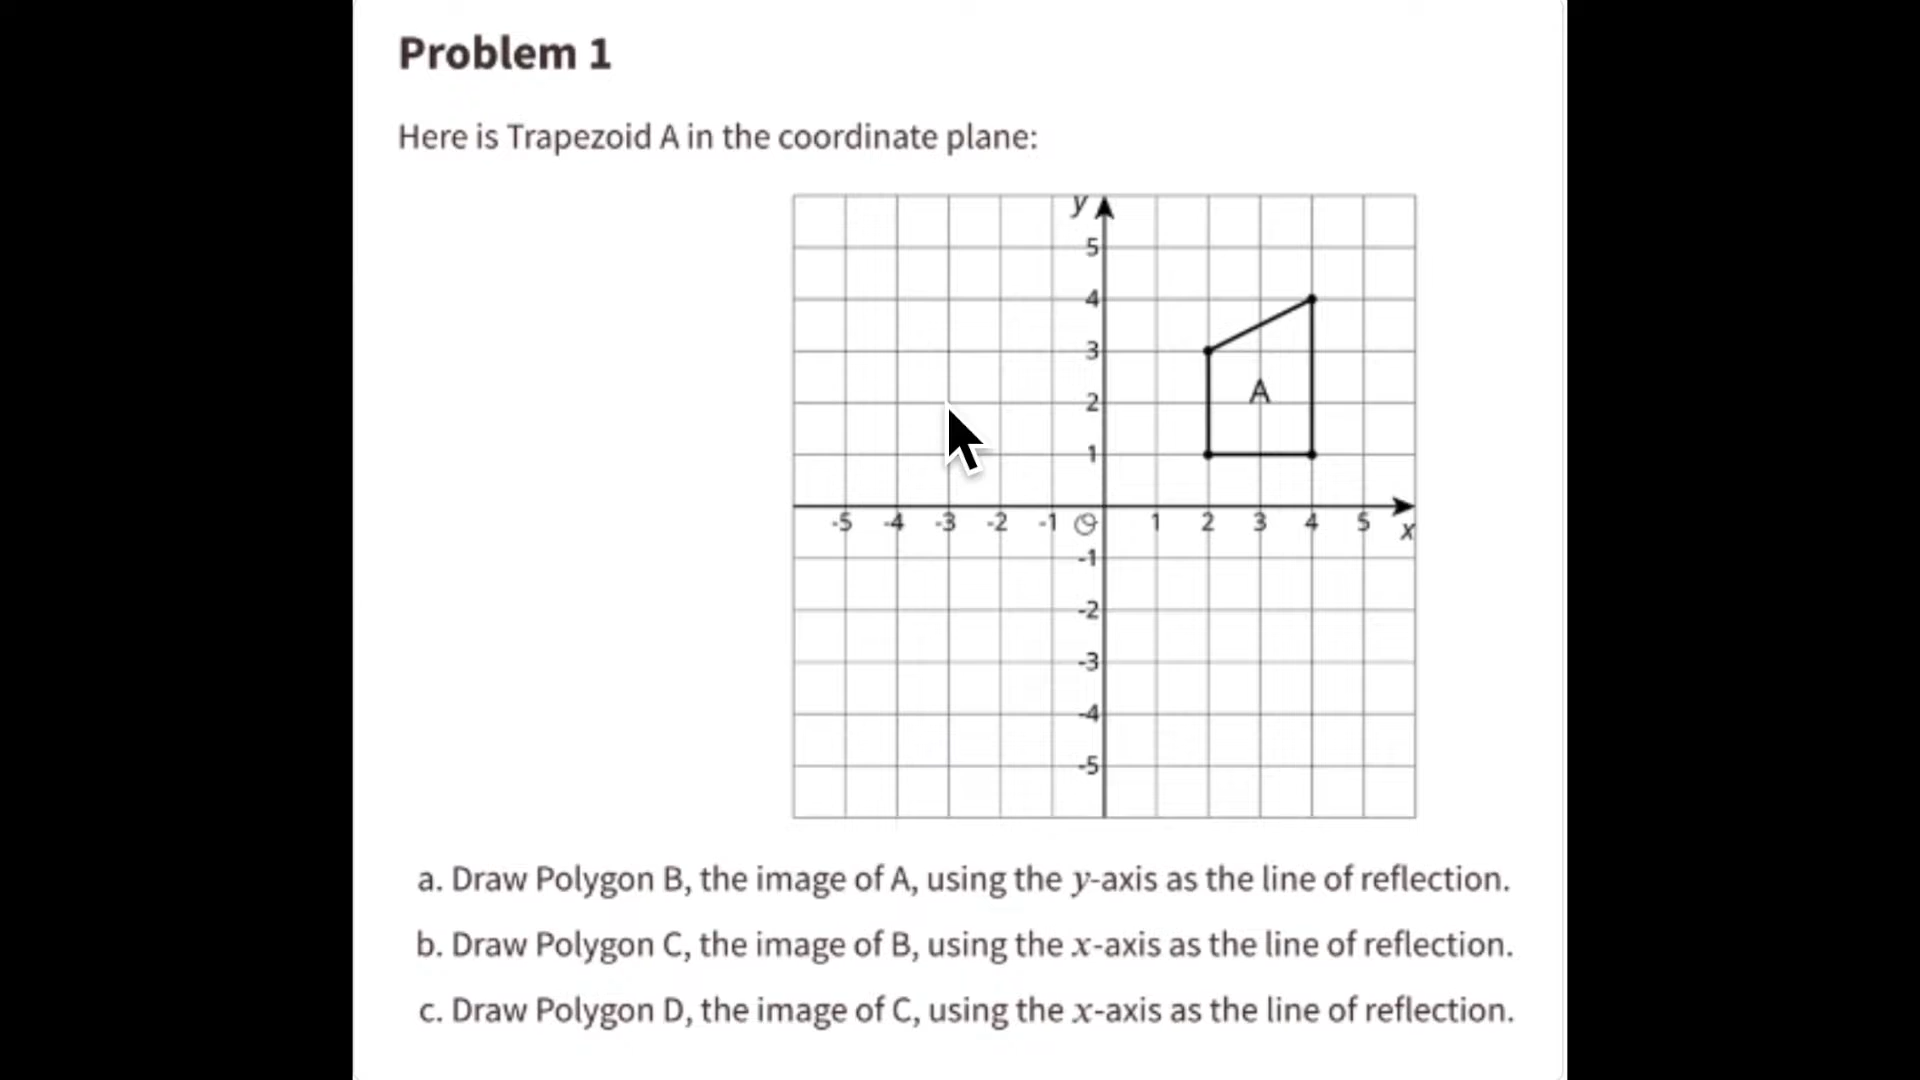 Problem 1
Here is Trapezoid A in the coordinate plane:
y
5
4
3
A
2
1
-5 -4 -3 -2 -1 O 1 2 3 4 5
x
-1
-2
-3
-4
-5
a. Draw Polygon B, the image of A, using the y-axis as the line of reflection.
b. Draw Polygon C, the image of B, using the x-axis as the line of reflection.
c. Draw Polygon D, the image of C, using the x-axis as the line of reflection.